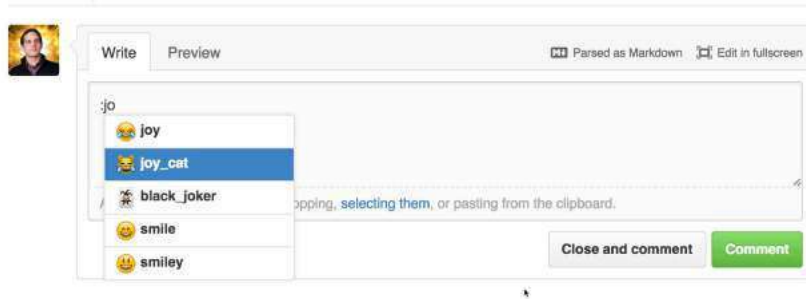 Write Preview Parsed as Markdown Edit in fullscreen
:jo
joy
joy_cat
black_joker
opping, selecting them, or pasting from the clipboard.
smile
Close and comment Comment
smiley